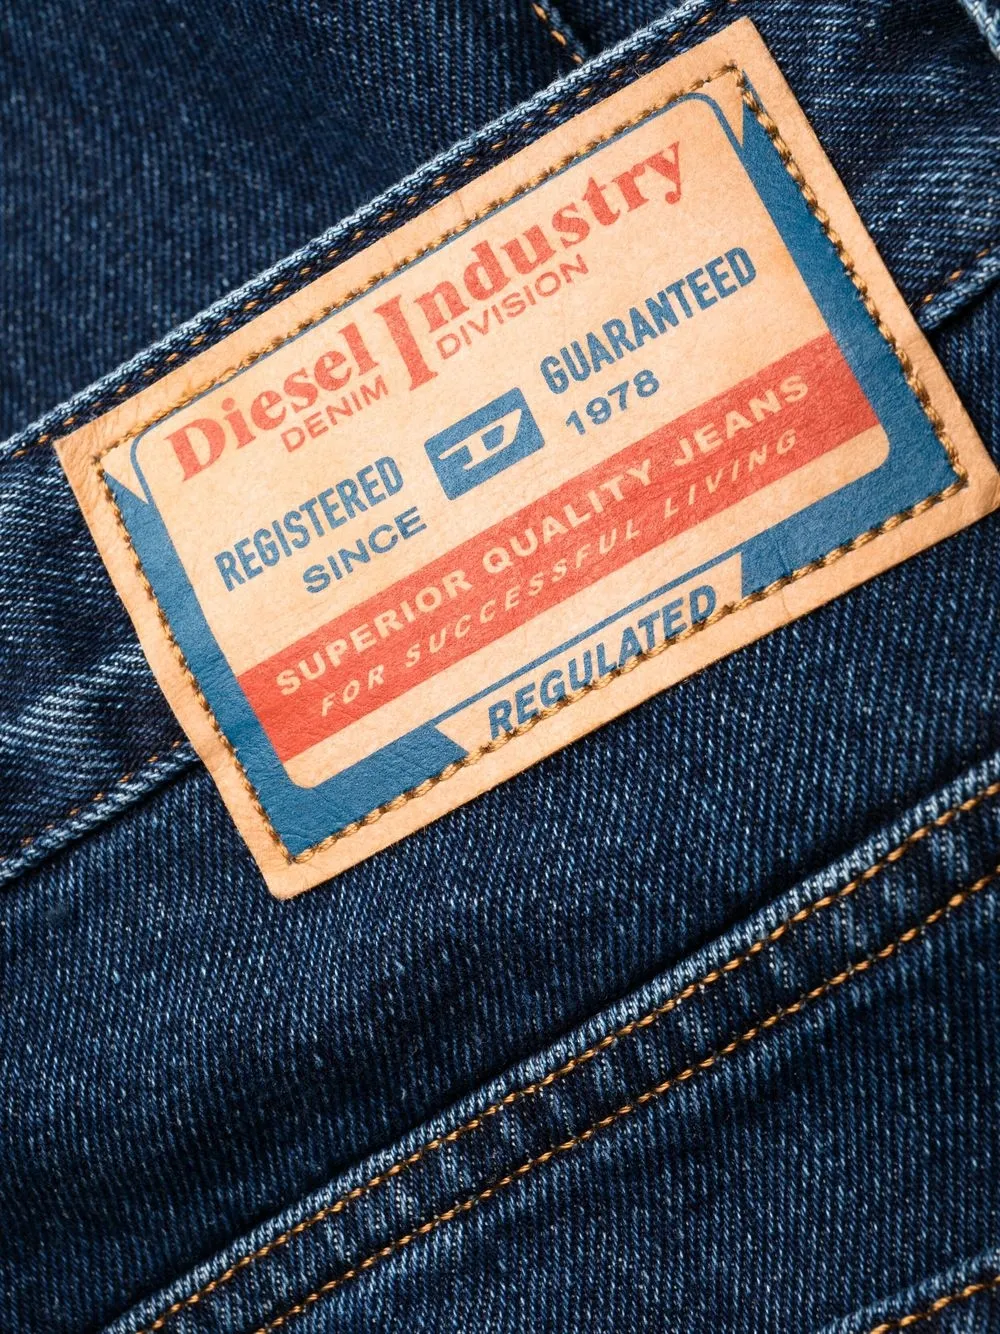 Diesel Industry
DENIM DIVISION
REGISTERED D GUARANTEED
SINCE 1978
SUPERIOR QUALITY JEANS
FOR SUCCESSFUL LIVING
REGULATED